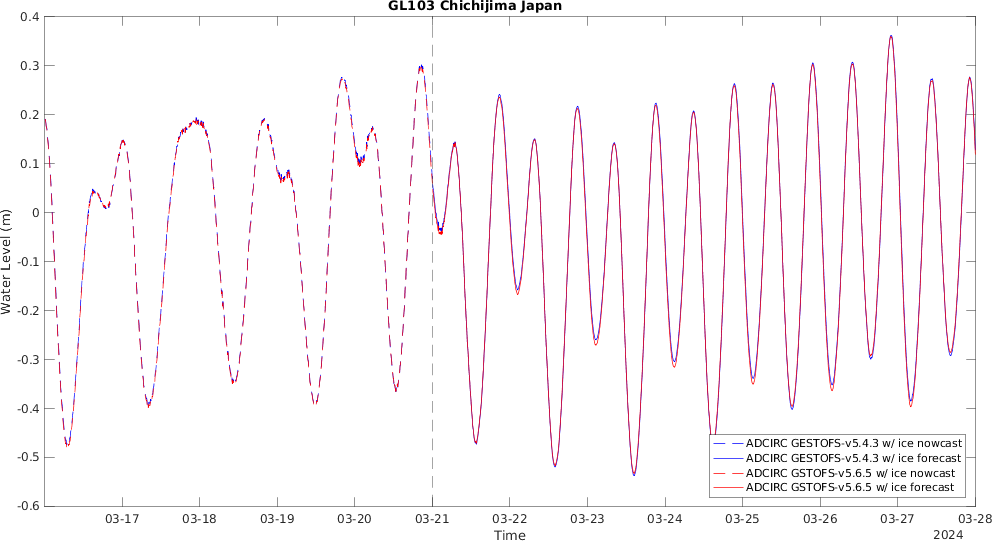 GL103 Chichijima Japan
0.4
0.3
0.2
0.1
0
-0.1
-0.2
-0.3
-0.4
-0.5
-0.6
Water Level (m)
ADCIRC GESTOFS-v5.4.3 w/ ice nowcast
ADCIRC GESTOFS-v5.4.3 w/ ice forecast
ADCIRC GSTOFS-v5.6.5 w/ ice nowcast
ADCIRC GSTOFS-v5.6.5 w/ ice forecast
03-17 03-18 03-19 03-20 03-21 03-22 03-23 03-24 03-25 03-26 03-27 03-28
Time
2024